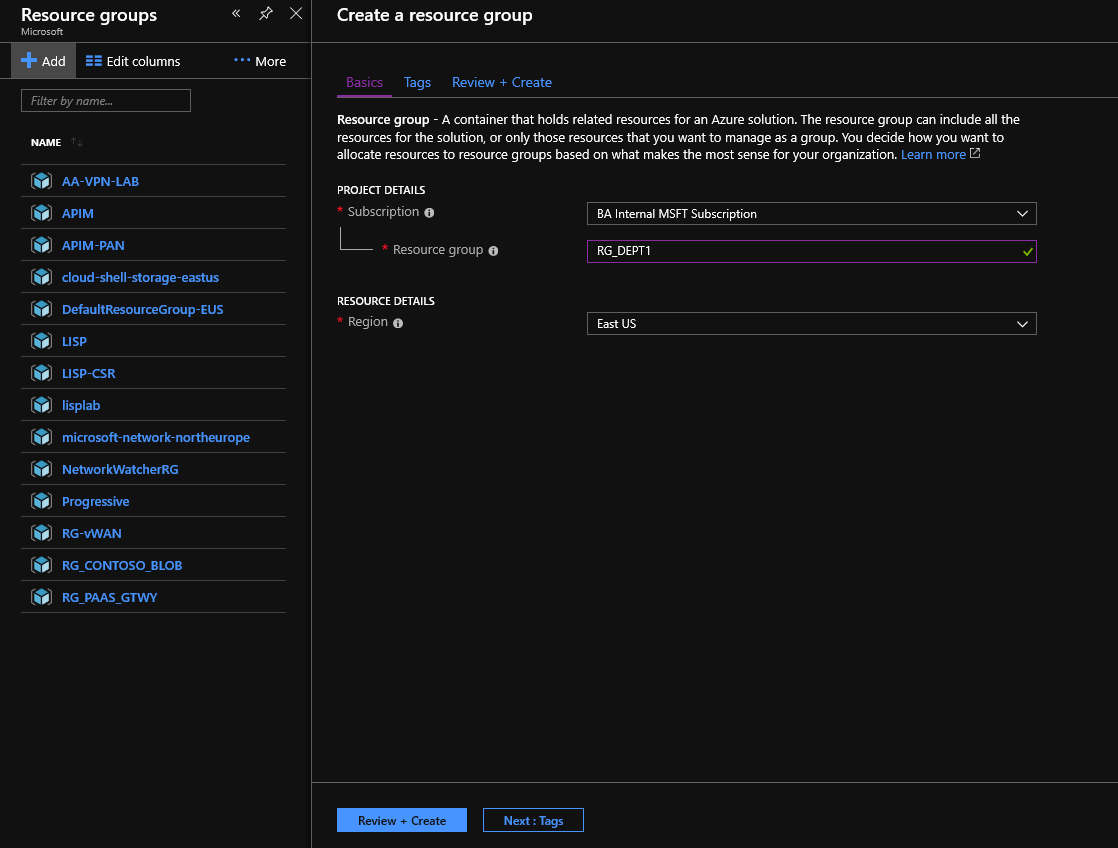 Resource groups
Microsoft
Add
Edit columns
More
Filter by name...
NAME
AA-VPN-LAB
APIM
APIM-PAN
cloud-shell-storage-eastus
DefaultResourceGroup-EUS
LISP
LISP-CSR
lisplab
microsoft-network-northeurope
NetworkWatcherRG
Progressive
RG-vWAN
RG_CONTOSO_BLOB
RG_PAAS_GTWY
Create a resource group
Basics Tags Review + Create
Resource group - A container that holds related resources for an Azure solution. The resource group can include all the
resources for the solution, or only those resources that you want to manage as a group. You decide how you want to
allocate resources to resource groups based on what makes the most sense for your organization. Learn more
PROJECT DETAILS
* Subscription BA Internal MSFT Subscription
* Resource group RG_DEPT1
RESOURCE DETAILS
* Region East US
Review + Create Next : Tags